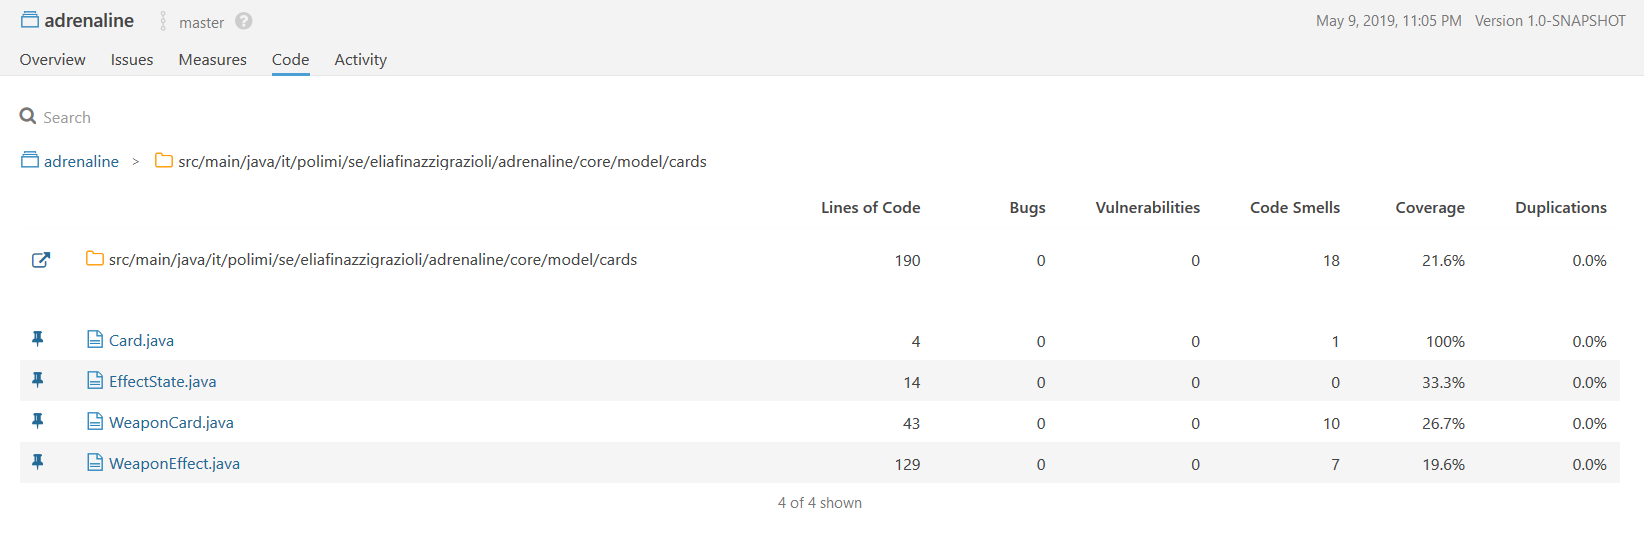 adrenaline master ? May 9, 2019, 11:05 PM Version 1.0-SNAPSHOT
Overview Issues Measures Code Activity
Search
adrenaline > src/main/java/it/polimi/se/eliafinazzigrazioli/adrenaline/core/model/cards
Lines of Code Bugs Vulnerabilities Code Smells Coverage Duplications
src/main/java/it/polimi/se/eliafinazzigrazioli/adrenaline/core/model/cards 190 0 0 18 21.6% 0.0%
Card.java 4 0 0 1 100% 0.0%
EffectState.java 14 0 0 0 33.3% 0.0%
WeaponCard.java 43 0 0 10 26.7% 0.0%
WeaponEffect.java 129 0 0 7 19.6% 0.0%
4 of 4 shown